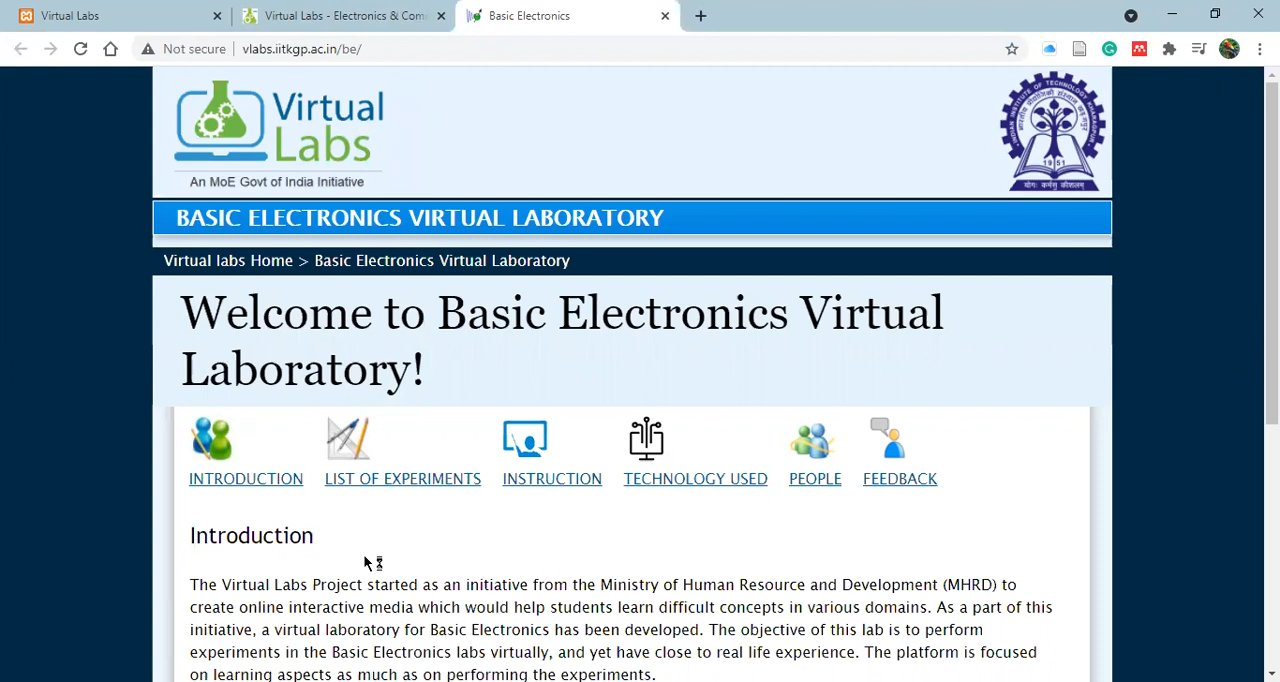 Virtual Labs
Virtual Labs - Electronics & Com
Basic Electronics
Not secure
vlabs.iitkgp.ac.in/be/
Virtual
Labs
An MoE Govt of India Initiative
1951
BASIC ELECTRONICS VIRTUAL LABORATORY
Virtual labs Home > Basic Electronics Virtual Laboratory
Welcome to Basic Electronics Virtual
Laboratory!
INTRODUCTION
LIST OF EXPERIMENTS
INSTRUCTION
TECHNOLOGY USED
PEOPLE
FEEDBACK
Introduction
The Virtual Labs Project started as an initiative from the Ministry of Human Resource and Development (MHRD) to
create online interactive media which would help students learn difficult concepts in various domains. As a part of this
initiative, a virtual laboratory for Basic Electronics has been developed. The objective of this lab is to perform
experiments in the Basic Electronics labs virtually, and yet have close to real life experience. The platform is focused
on learning aspects as much as on performing the experiments.